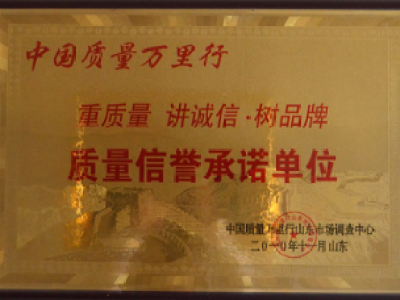 中国质量万里行
重质量 讲诚信·树品牌
质量信誉承诺单位
中国质量万里行山东市场调查中心
二〇一〇年十一月山东